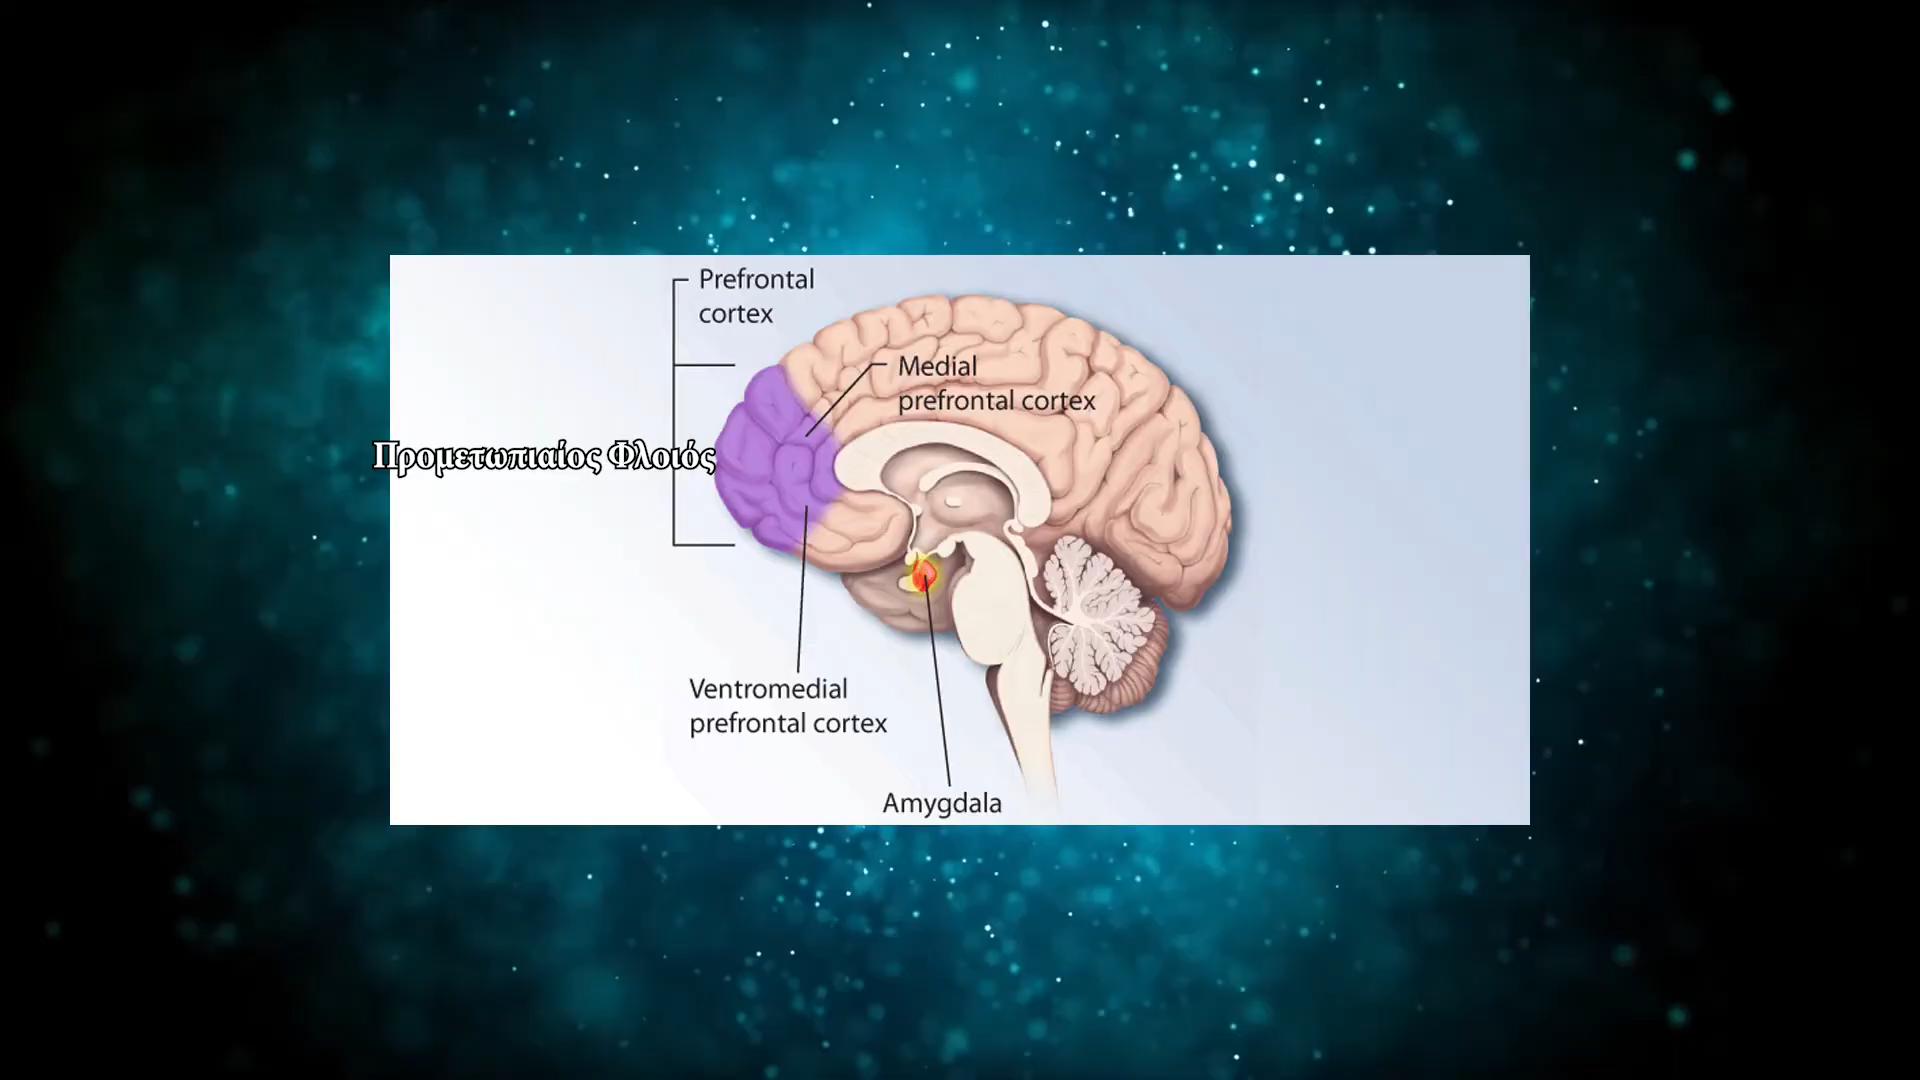 Prefrontal
cortex
Medial
prefrontal cortex
Προμετωπιαίος Φλοιός
Ventromedial
prefrontal cortex
Amygdala